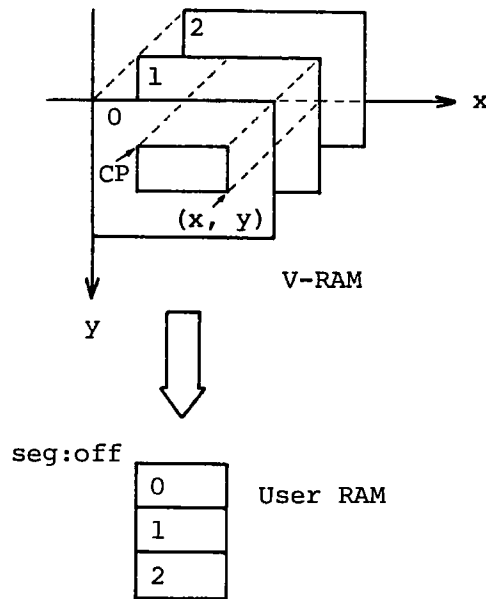 2
1
x
0
CP
(x, y)
V-RAM
y
seg:off
0
User RAM
1
2